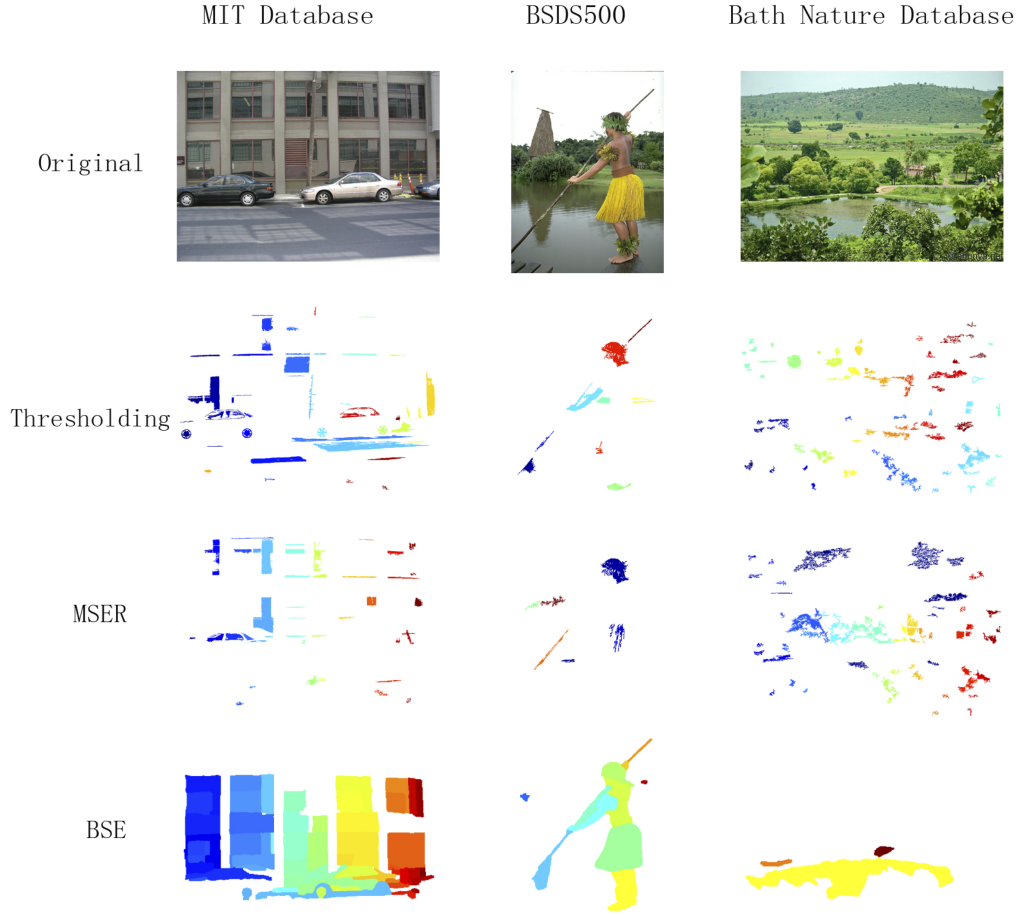 MIT Database
BSDS500
Bath Nature Database
Original
Thresholding
MSER
BSE